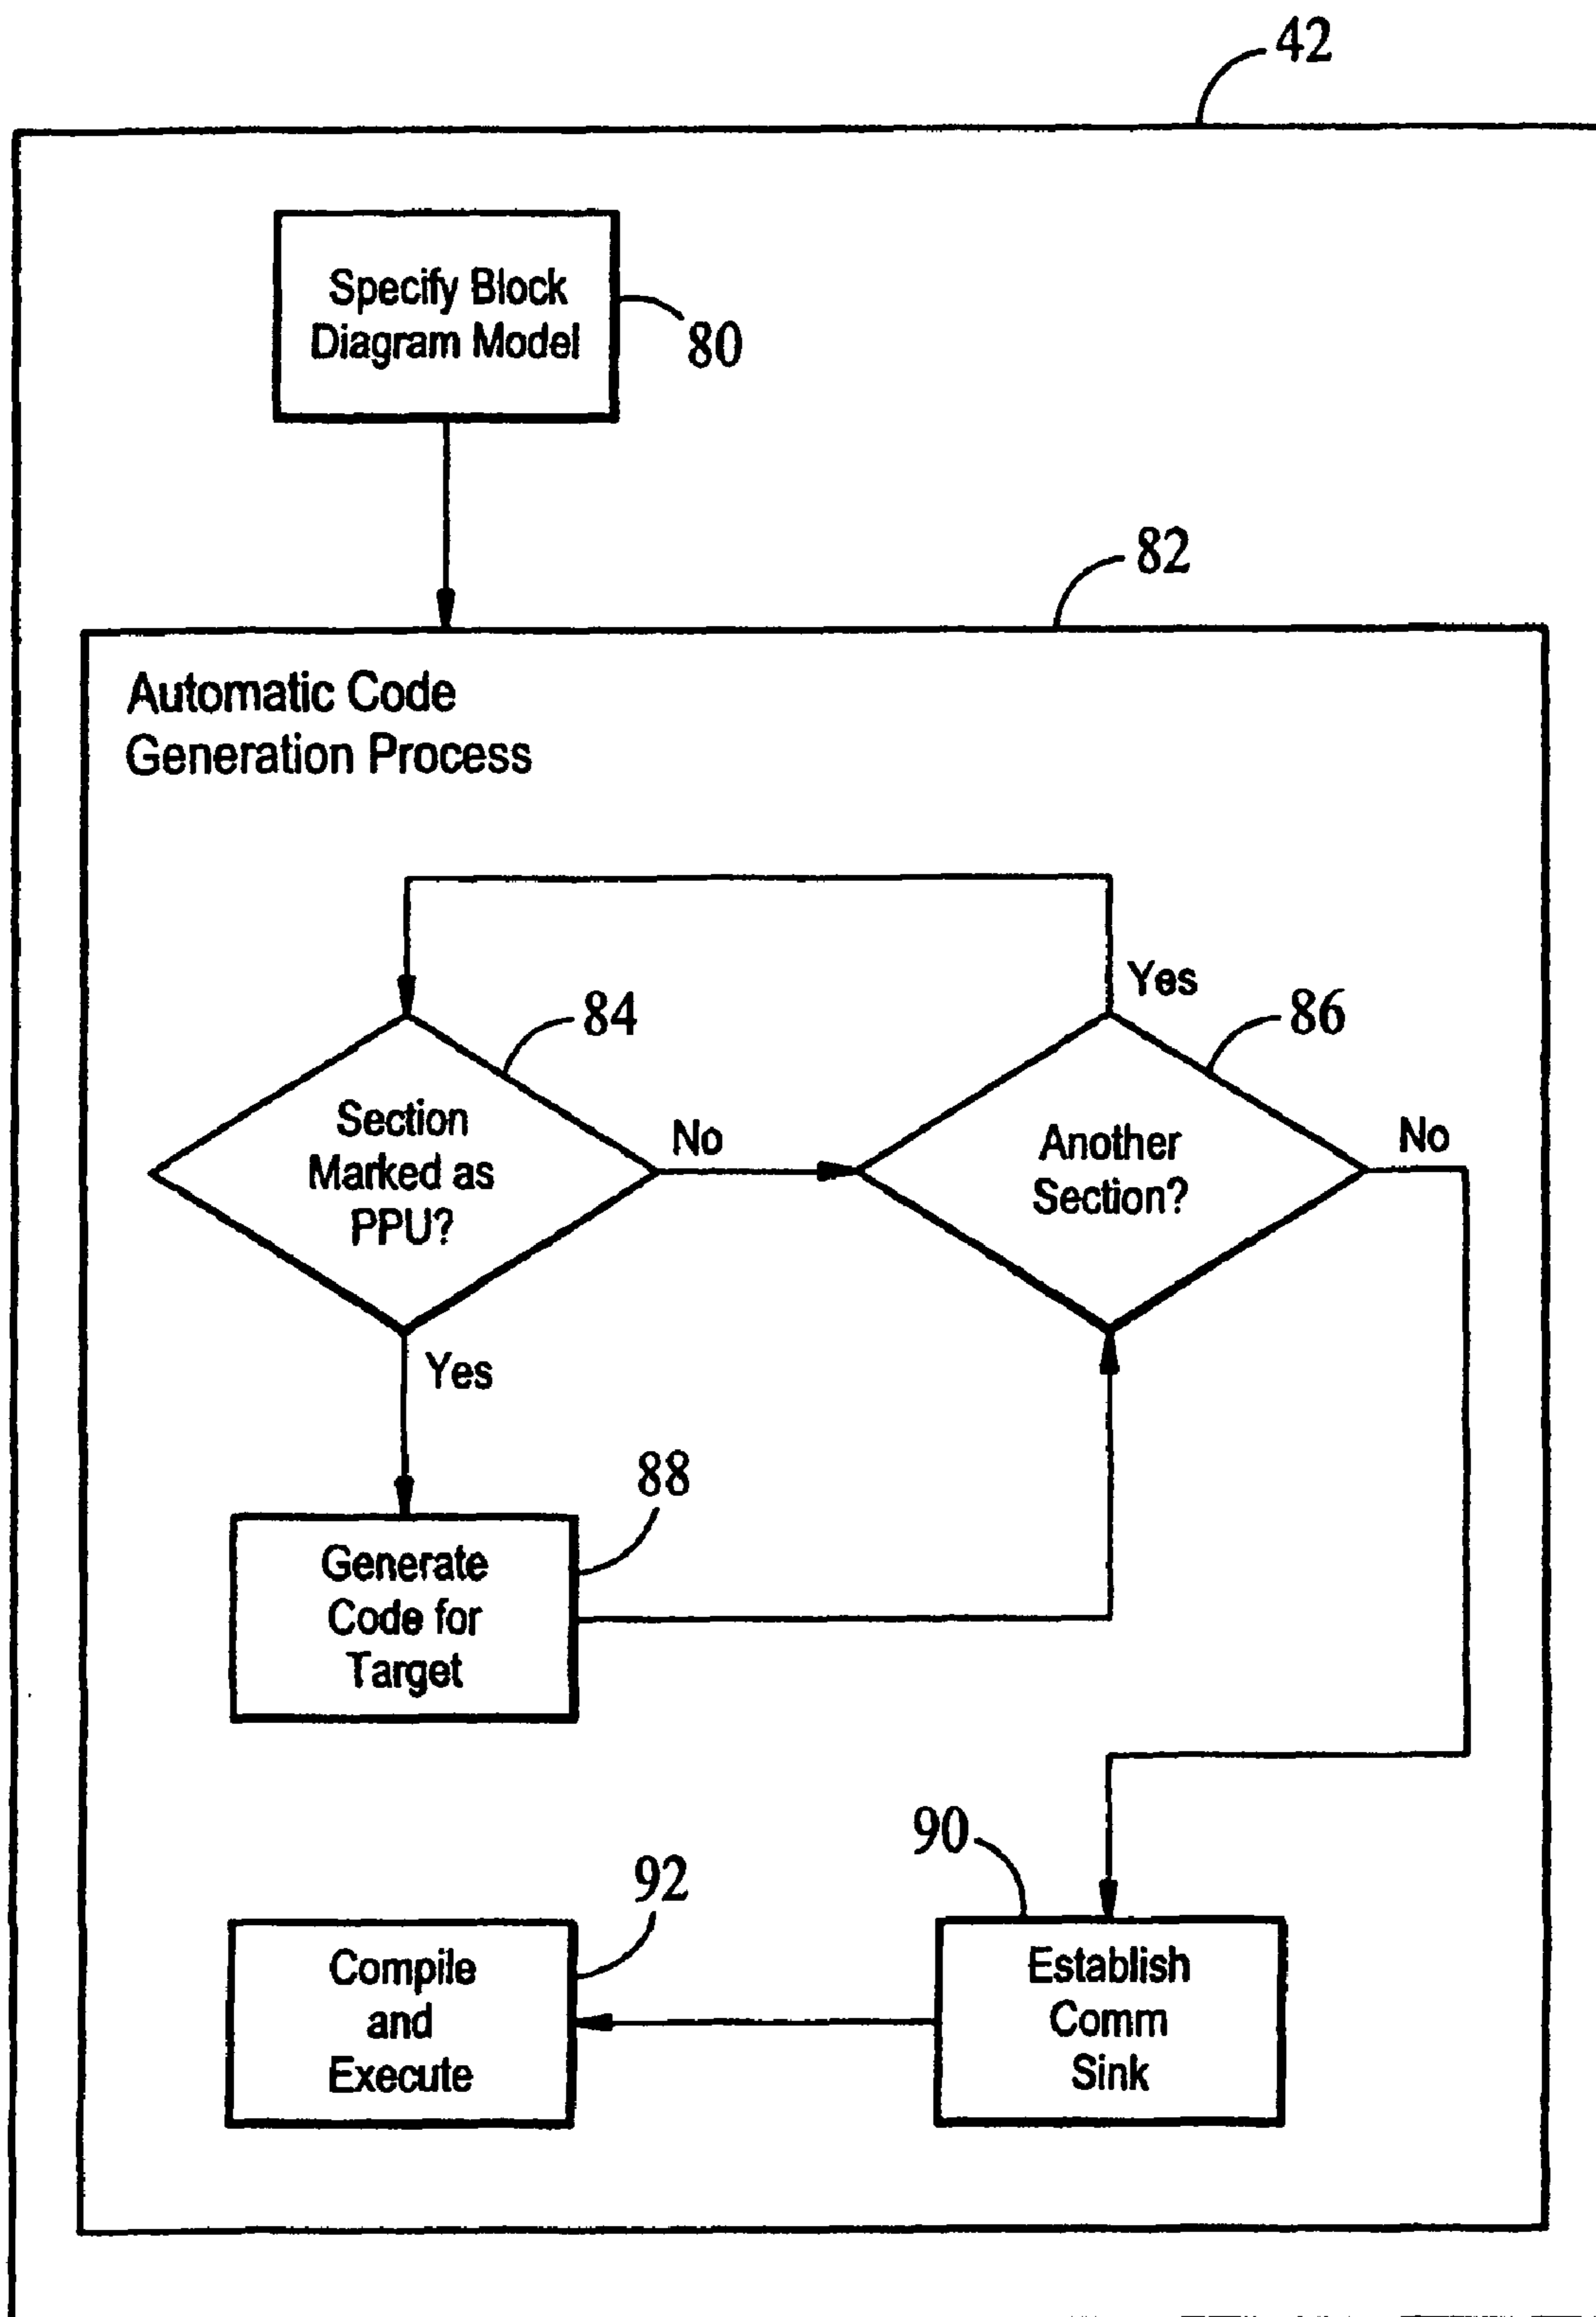 42
Specify Block
Diagram Model
80
82
Automatic Code
Generation Process
Yes
84
86
Section
Marked as
PPU?
No
Another
Section?
No
Yes
88
Generate
Code for
Target
90
92
Compile
and
Execute
Establish
Comm
Sink